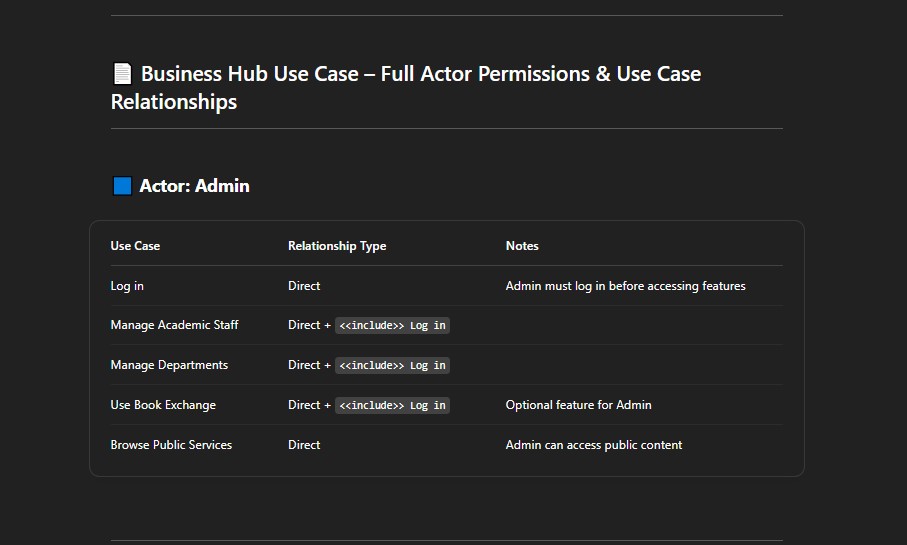 Business Hub Use Case – Full Actor Permissions & Use Case
Relationships
Actor: Admin
Use Case Relationship Type Notes
Log in Direct Admin must log in before accessing features
Manage Academic Staff Direct + <<include>> Log in
Manage Departments Direct + <<include>> Log in
Use Book Exchange Direct + <<include>> Log in Optional feature for Admin
Browse Public Services Direct Admin can access public content